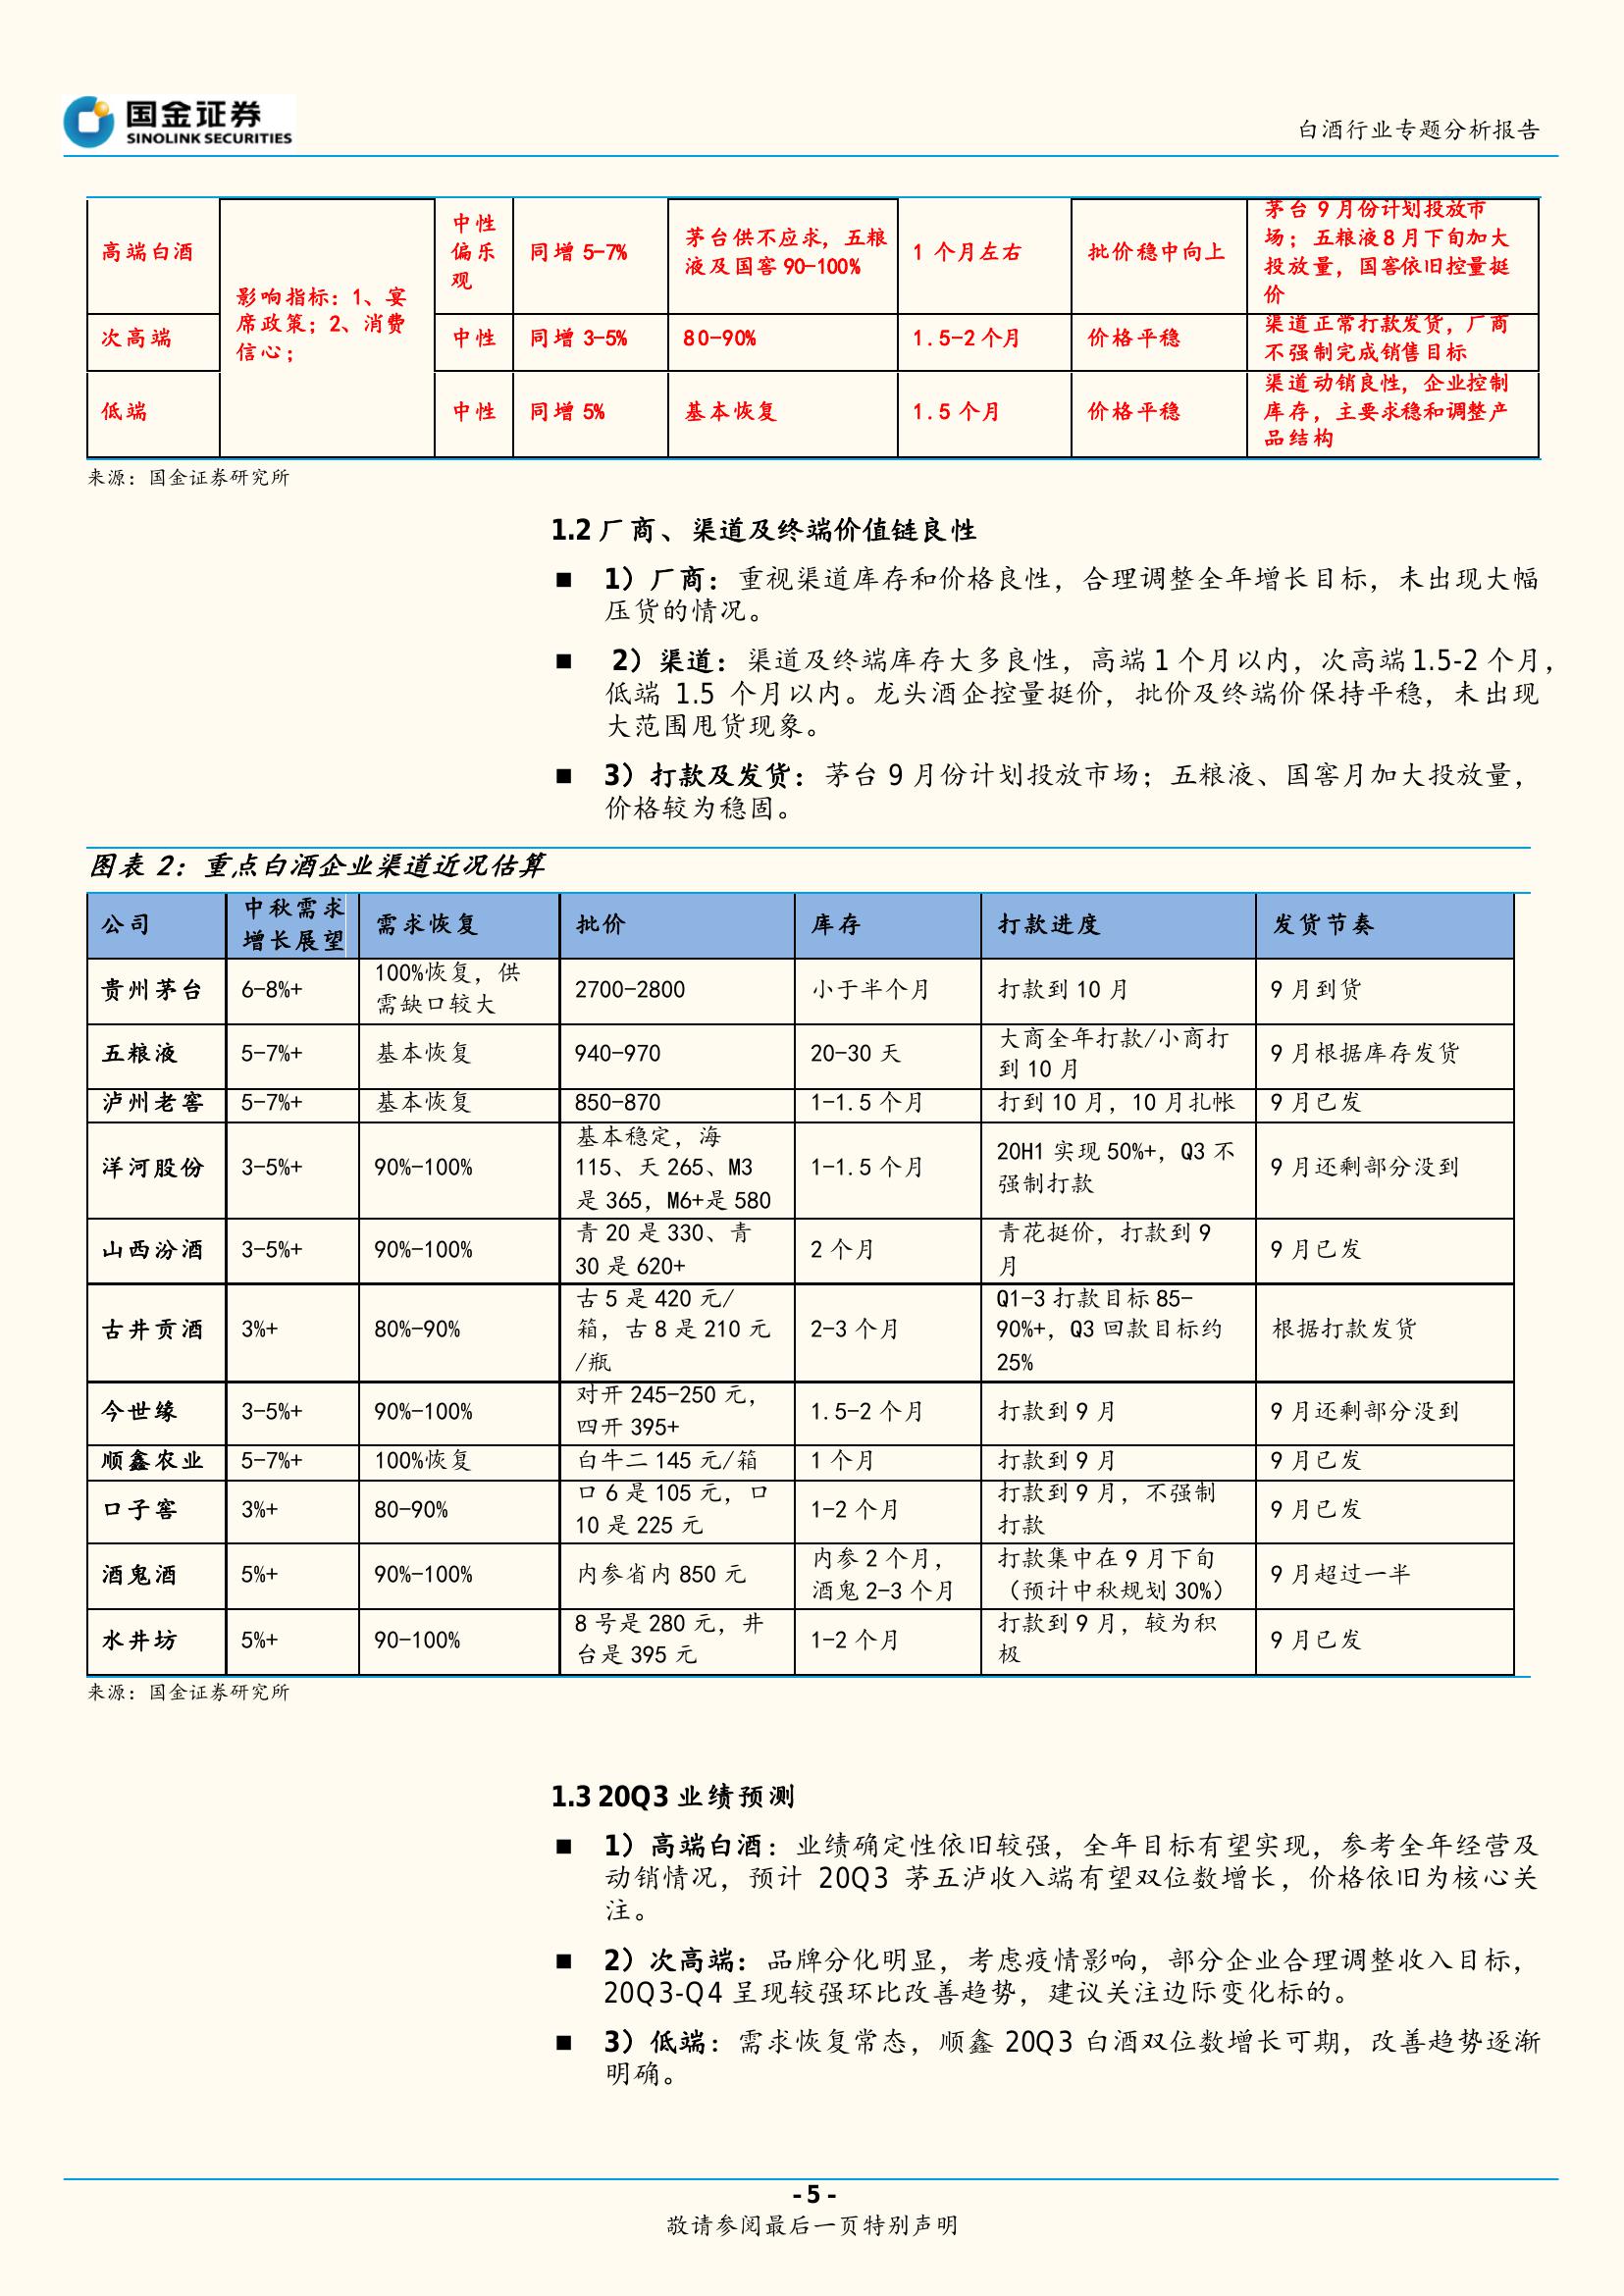 国金证券
SINOLINK SECURITIES
白酒行业专题分析报告
高端白酒
影响指标：1、宴
席政策；2、消费
信心；
中性
偏乐
观
同增 5-7%
茅台供不应求，五粮
液及国窖 90-100%
1 个月左右
批价稳中向上
茅台 9 月份计划投放市
场；五粮液 8 月下旬加大
投放量，国窖依旧控量挺
价
次高端
中性
同增 3-5%
80-90%
1.5-2 个月
价格平稳
渠道正常打款发货，厂商
不强制完成销售目标
低端
中性
同增 5%
基本恢复
1.5 个月
价格平稳
渠道动销良性，企业控制
库存，主要求稳和调整产
品结构
来源：国金证券研究所
1.2 厂商、渠道及终端价值链良性
■ 1）厂商：重视渠道库存和价格良性，合理调整全年增长目标，未出现大幅
压货的情况。
■ 2）渠道：渠道及终端库存大多良性，高端 1 个月以内，次高端 1.5-2 个月，
低端 1.5 个月以内。龙头酒企控量挺价，批价及终端价保持平稳，未出现
大范围甩货现象。
■ 3）打款及发货：茅台 9 月份计划投放市场；五粮液、国窖月加大投放量，
价格较为稳固。
图表 2：重点白酒企业渠道近况估算
公司
中秋需求
增长展望
需求恢复
批价
库存
打款进度
发货节奏
贵州茅台
6-8%+
100%恢复，供
需缺口较大
2700-2800
小于半个月
打款到 10 月
9 月到货
五粮液
5-7%+
基本恢复
940-970
20-30 天
大商全年打款/小商打
到 10 月
9 月根据库存发货
泸州老窖
5-7%+
基本恢复
850-870
1-1.5 个月
打到 10 月，10 月扎帐
9 月已发
洋河股份
3-5%+
90%-100%
基本稳定，海
115、天 265、M3
是 365，M6+是 580
1-1.5 个月
20H1 实现 50%+，Q3 不
强制打款
9 月还剩部分没到
山西汾酒
3-5%+
90%-100%
青 20 是 330、青
30 是 620+
2 个月
青花挺价，打款到 9
月
9 月已发
古井贡酒
3%+
80%-90%
古 5 是 420 元/
箱，古 8 是 210 元
/瓶
2-3 个月
Q1-3 打款目标 85-
90%+，Q3 回款目标约
25%
根据打款发货
今世缘
3-5%+
90%-100%
对开 245-250 元，
四开 395+
1.5-2 个月
打款到 9 月
9 月还剩部分没到
顺鑫农业
5-7%+
100%恢复
白牛二 145 元/箱
1 个月
打款到 9 月
9 月已发
口子窖
3%+
80-90%
口 6 是 105 元，口
10 是 225 元
1-2 个月
打款到 9 月，不强制
打款
9 月已发
酒鬼酒
5%+
90%-100%
内参省内 850 元
内参 2 个月，
酒鬼 2-3 个月
打款集中在 9 月下旬
（预计中秋规划 30%）
9 月超过一半
水井坊
5%+
90-100%
8 号是 280 元，井
台是 395 元
1-2 个月
打款到 9 月，较为积
极
9 月已发
来源：国金证券研究所
1.3 20Q3 业绩预测
■ 1）高端白酒：业绩确定性依旧较强，全年目标有望实现，参考全年经营及
动销情况，预计 20Q3 茅五泸收入端有望双位数增长，价格依旧为核心关
注。
■ 2）次高端：品牌分化明显，考虑疫情影响，部分企业合理调整收入目标，
20Q3-Q4 呈现较强环比改善趋势，建议关注边际变化标的。
■ 3）低端：需求恢复常态，顺鑫 20Q3 白酒双位数增长可期，改善趋势逐渐
明确。
- 5 -
敬请参阅最后一页特别声明